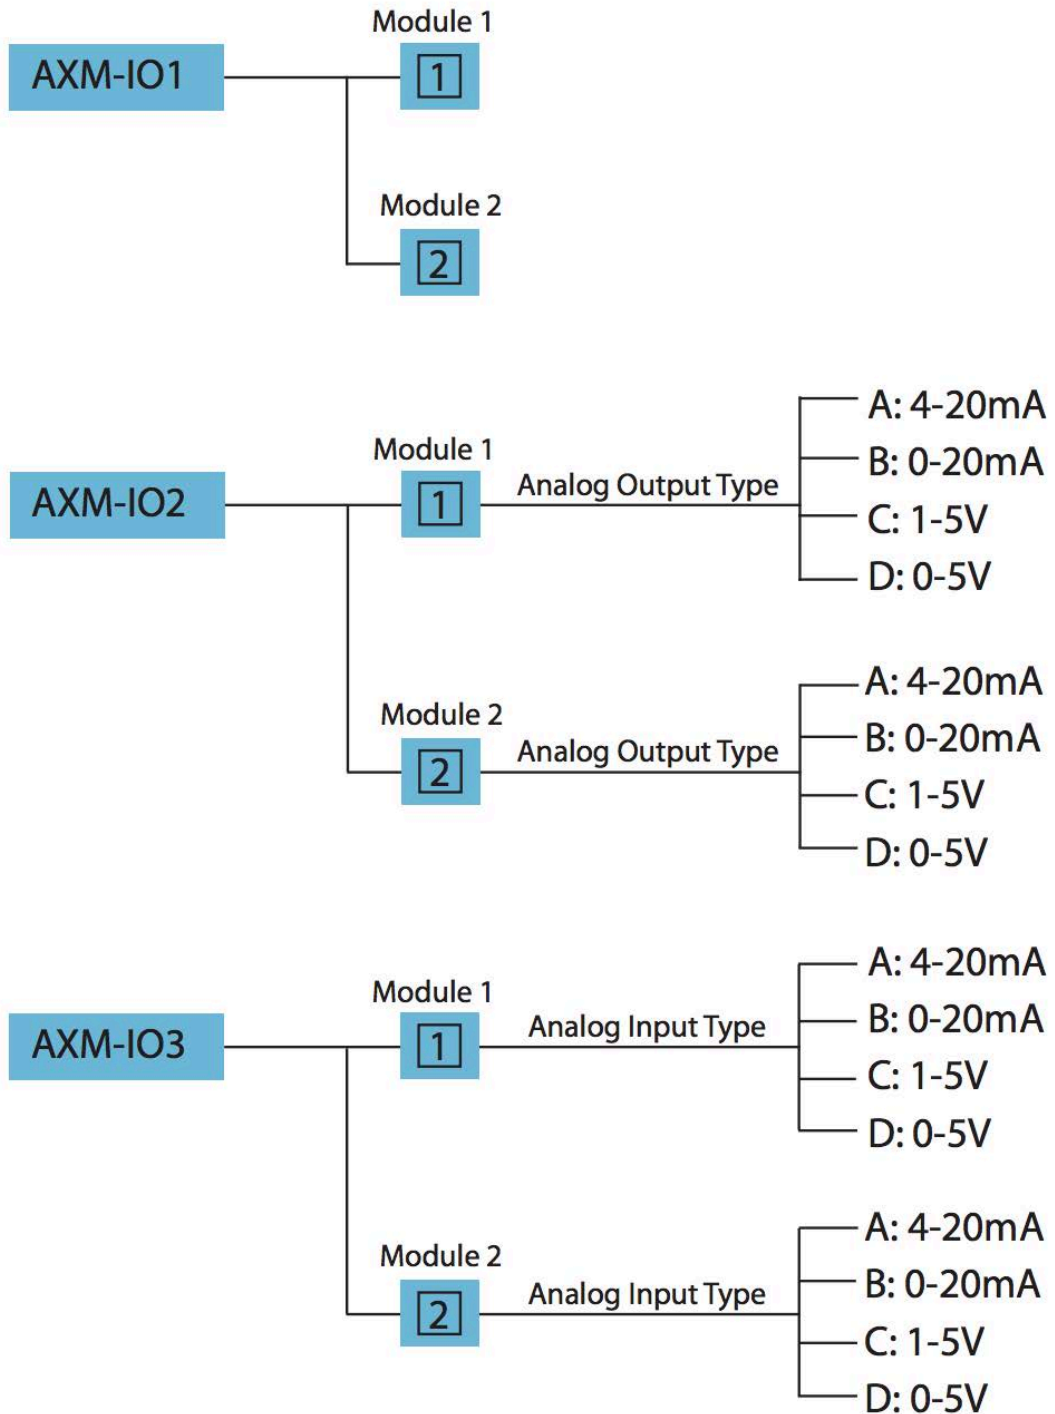 Module 1
AXM-IO1
1
Module 2
2
Module 1
AXM-IO2
1
Analog Output Type
A: 4-20mA
B: 0-20mA
C: 1-5V
D: 0-5V
Module 2
2
Analog Output Type
A: 4-20mA
B: 0-20mA
C: 1-5V
D: 0-5V
Module 1
AXM-IO3
1
Analog Input Type
A: 4-20mA
B: 0-20mA
C: 1-5V
D: 0-5V
Module 2
2
Analog Input Type
A: 4-20mA
B: 0-20mA
C: 1-5V
D: 0-5V